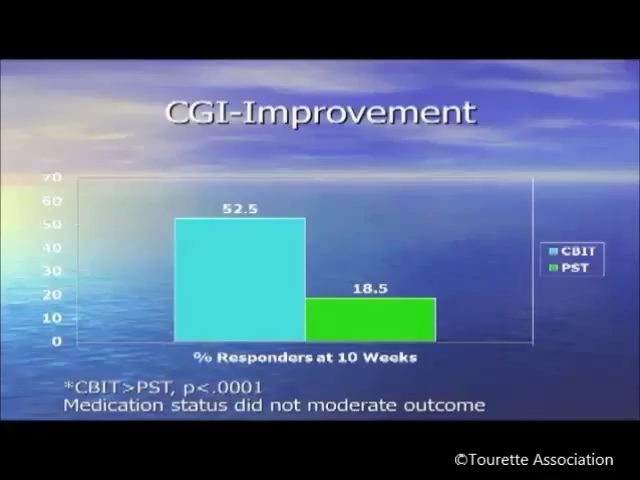 CGI-Improvement
70
60
50
40
30
20
10
0
52.5
18.5
CBIT
PST
% Responders at 10 Weeks
*CBIT>PST, p<.0001
Medication status did not moderate outcome
©Tourette Association